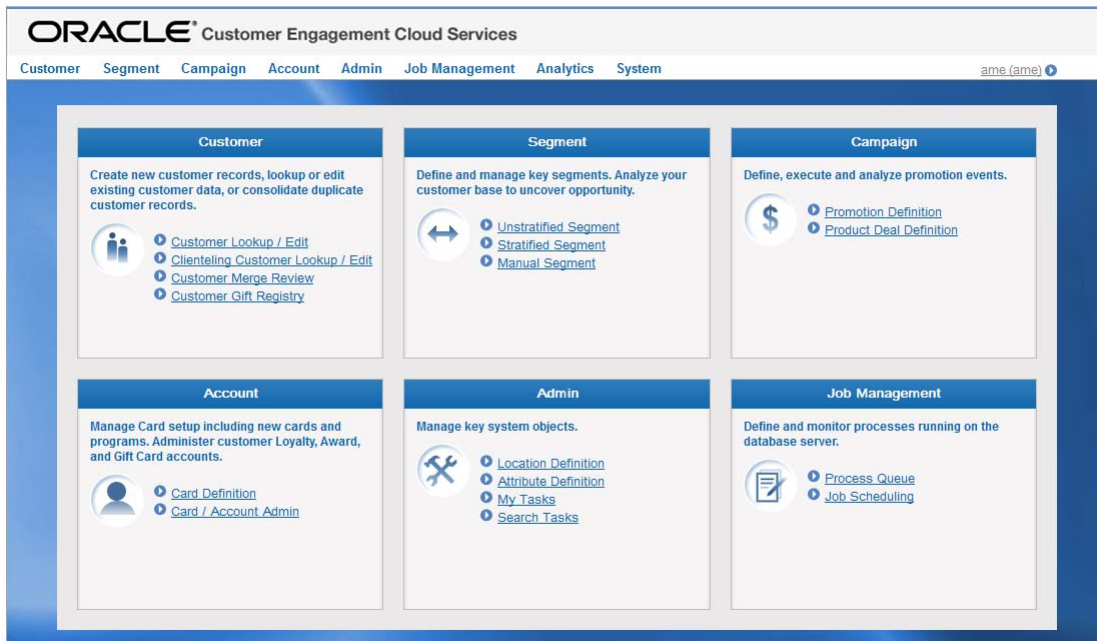 ORACLE® Customer Engagement Cloud Services
Customer Segment Campaign Account Admin Job Management Analytics System ame (ame)
Customer
Create new customer records, lookup or edit
existing customer data, or consolidate duplicate
customer records.
Customer Lookup / Edit
Clienteling Customer Lookup / Edit
Customer Merge Review
Customer Gift Registry
Segment
Define and manage key segments. Analyze your
customer base to uncover opportunity.
Unstratified Segment
Stratified Segment
Manual Segment
Campaign
Define, execute and analyze promotion events.
$
Promotion Definition
Product Deal Definition
Account
Manage Card setup including new cards and
programs. Administer customer Loyalty, Award,
and Gift Card accounts.
Card Definition
Card / Account Admin
Admin
Manage key system objects.
Location Definition
Attribute Definition
My Tasks
Search Tasks
Job Management
Define and monitor processes running on the
database server.
Process Queue
Job Scheduling